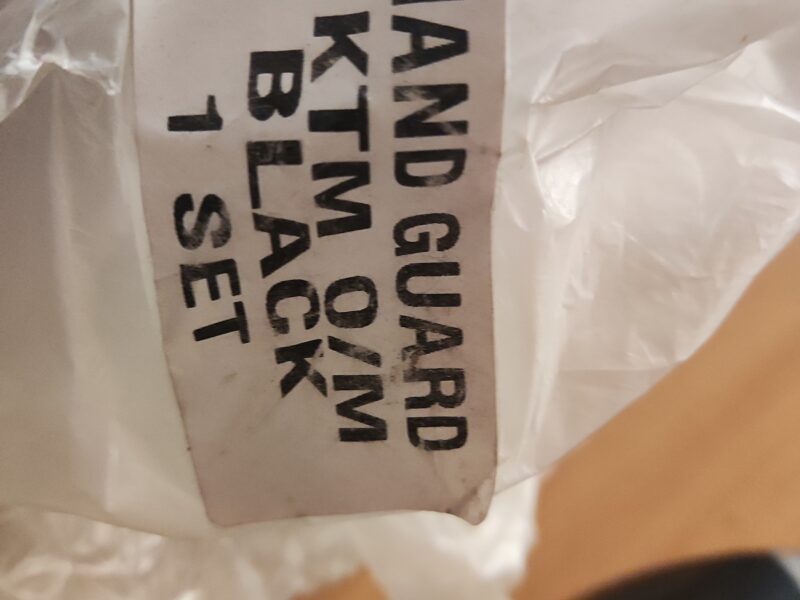 HAND GUARD
KTM O/M
BLACK
1 SET